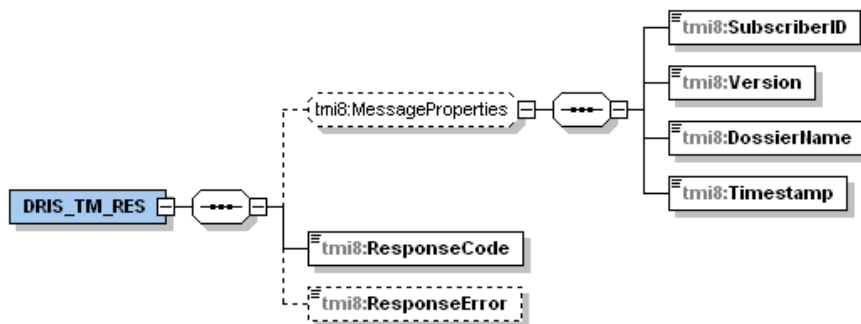 tmi8:SubscriberID
tmi8:MessageProperties
tmi8:Version
tmi8:DossierName
tmi8:Timestamp
DRIS_TM_RES
tmi8:ResponseCode
tmi8:ResponseError